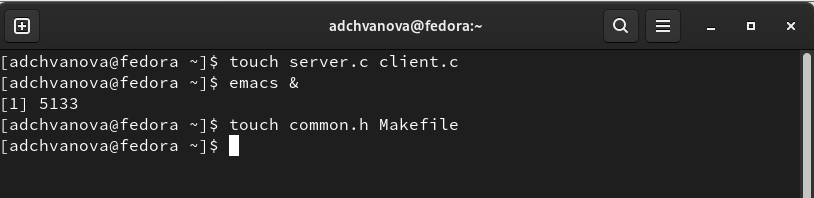 adchvanova@fedora:~
[adchvanova@fedora ~]$ touch server.c client.c
[adchvanova@fedora ~]$ emacs &
[1] 5133
[adchvanova@fedora ~]$ touch common.h Makefile
[adchvanova@fedora ~]$